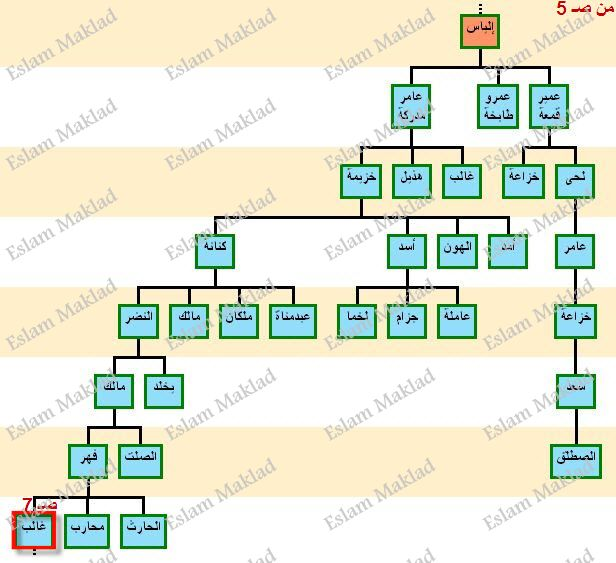 من صـ 5
إلياس
عمير
قمعة
عمرو
طابخة
عامر
مدركة
لحى
خزاعة
غالب
هذيل
خزيمة
عامر
أمد
الهون
أسد
كنانة
خزاعة
عاملة
جزام
لخما
عبدمناة
ملكان
مالك
النضر
سعد
يخلد
مالك
المصطلق
الصلت
فهر
صـ 7
الحارث
محارب
غالب
Eslam Maklad